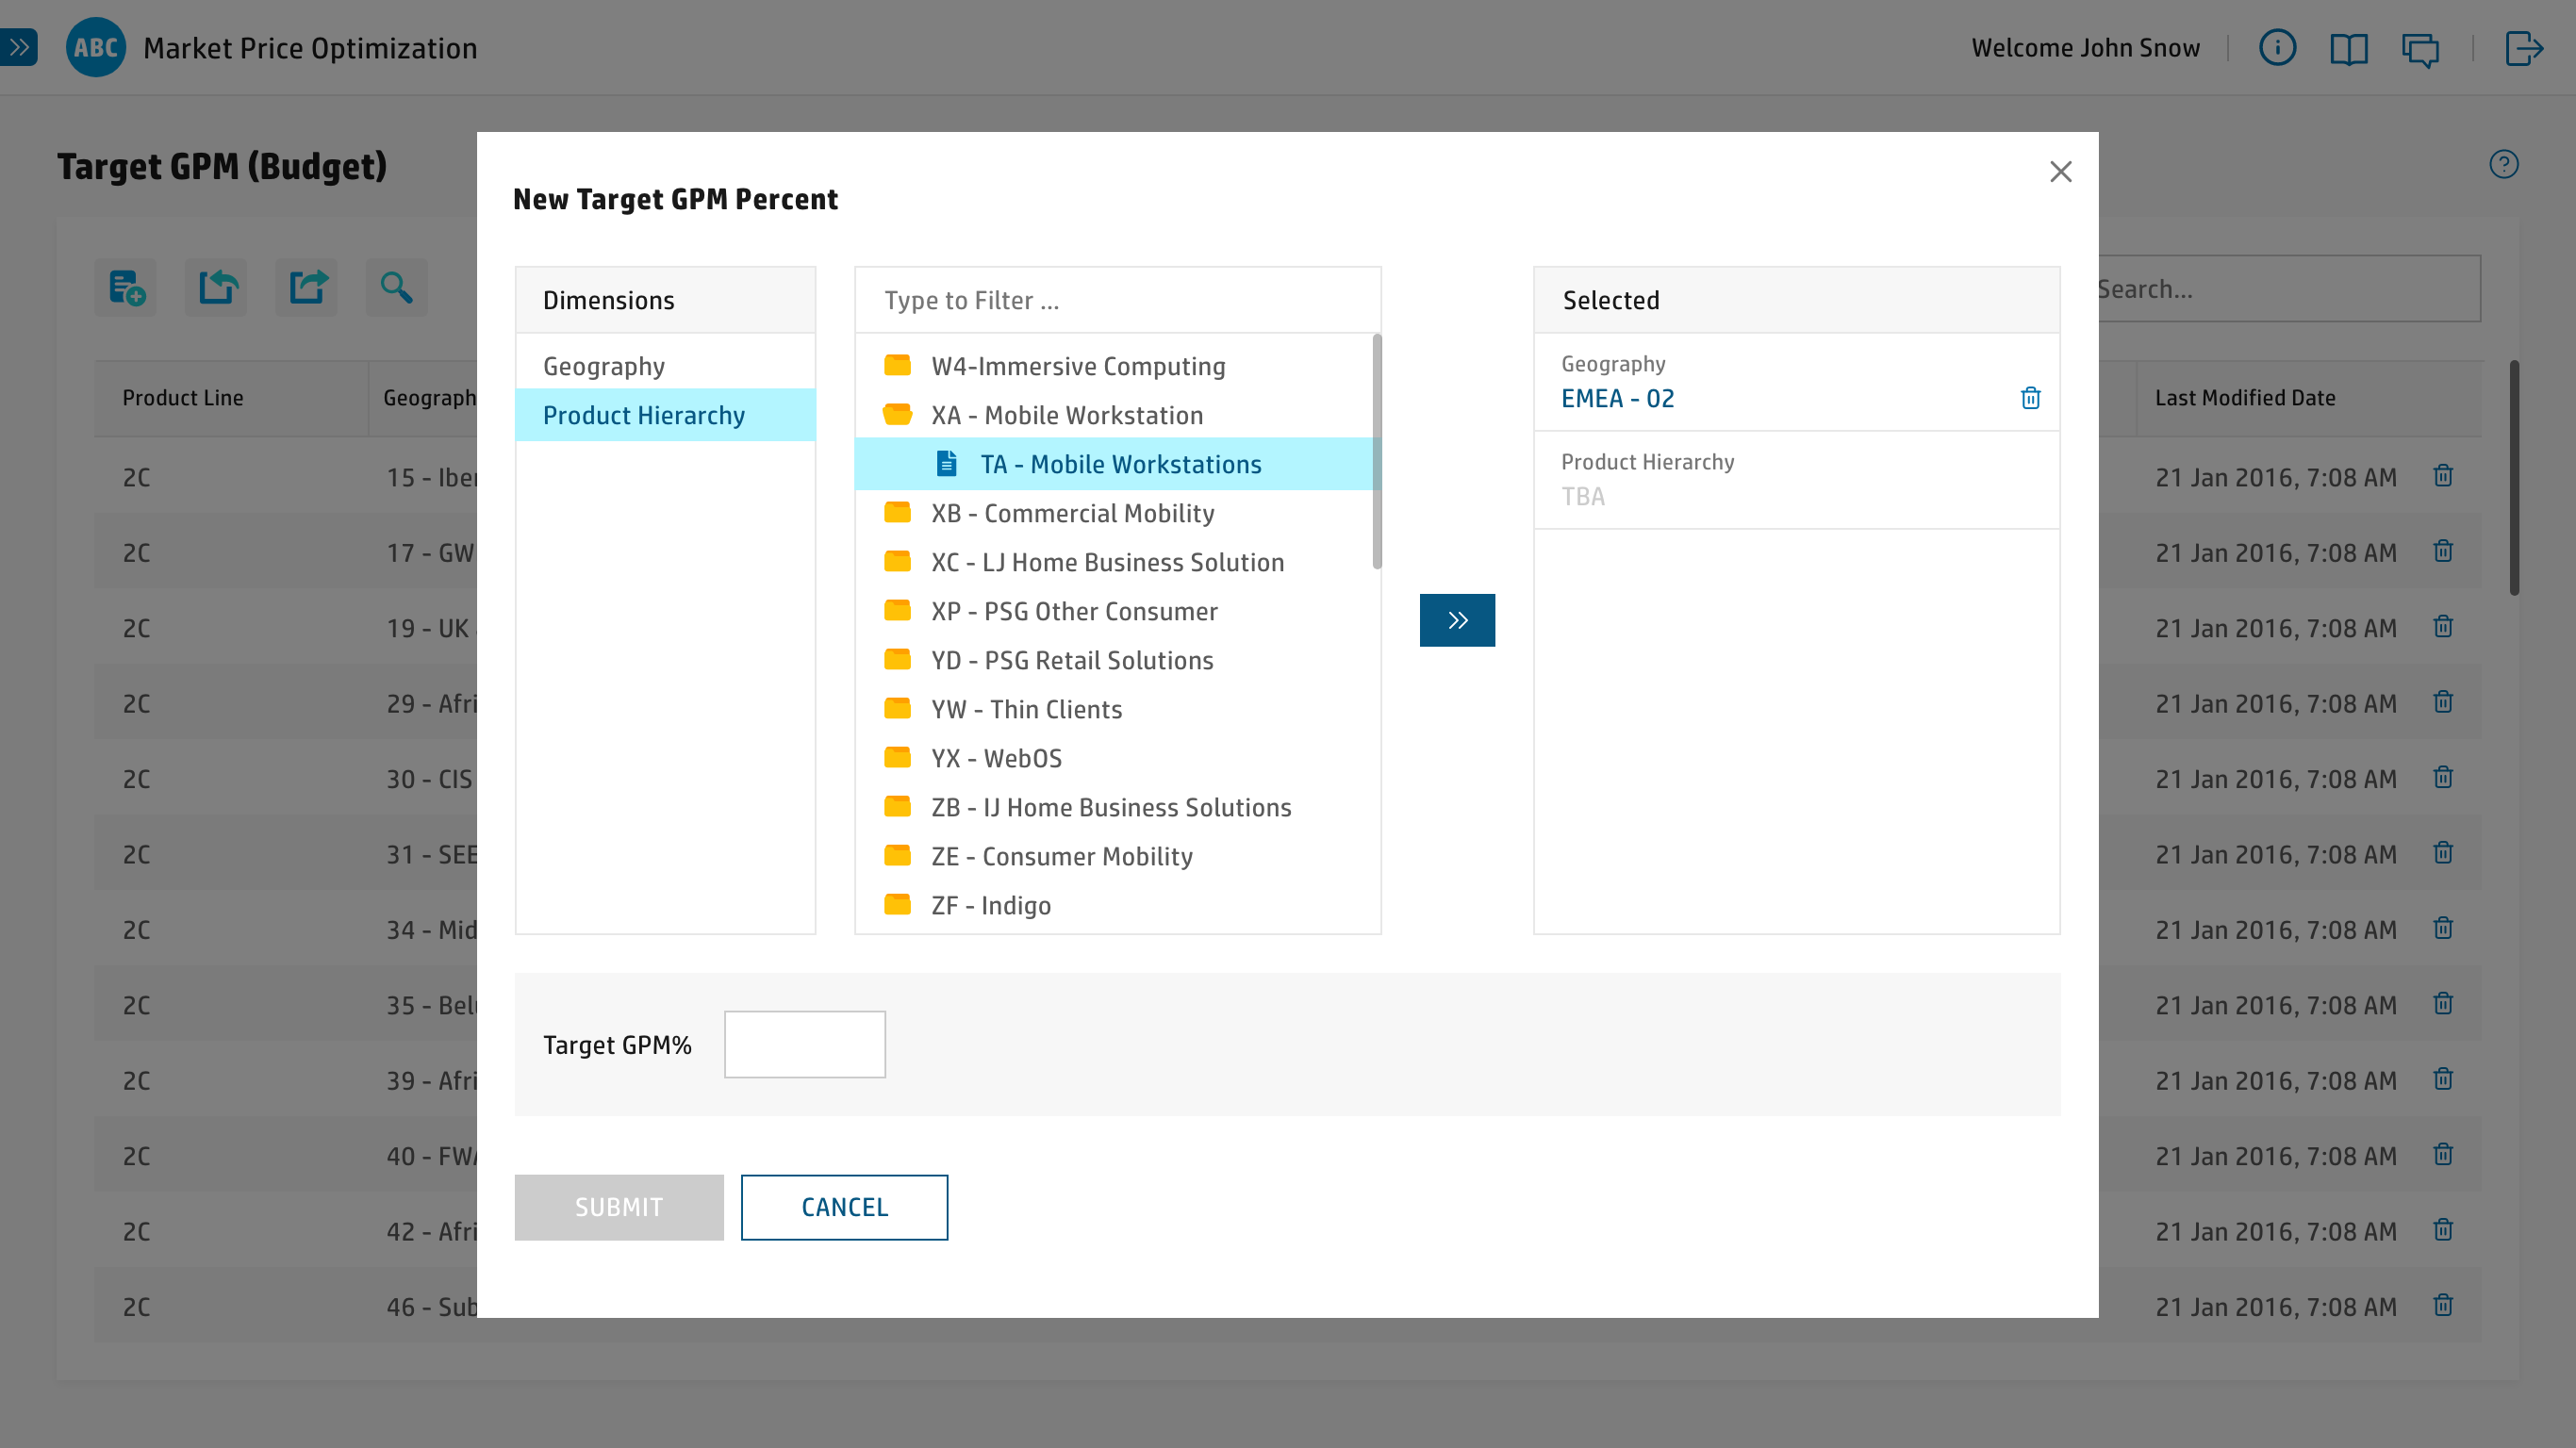 ABC Market Price Optimization
Welcome John Snow
Target GPM (Budget)
Search...
Product Line
Geograph
Last Modified Date
2C 15 - Iber 21 Jan 2016, 7:08 AM
2C 17 - GW 21 Jan 2016, 7:08 AM
2C 19 - UK 21 Jan 2016, 7:08 AM
2C 29 - Afri 21 Jan 2016, 7:08 AM
2C 30 - CIS 21 Jan 2016, 7:08 AM
2C 31 - SEE 21 Jan 2016, 7:08 AM
2C 34 - Mid 21 Jan 2016, 7:08 AM
2C 35 - Bel 21 Jan 2016, 7:08 AM
2C 39 - Afri 21 Jan 2016, 7:08 AM
2C 40 - FW 21 Jan 2016, 7:08 AM
2C 42 - Afri 21 Jan 2016, 7:08 AM
2C 46 - Sub 21 Jan 2016, 7:08 AM
New Target GPM Percent
Dimensions
Geography
Product Hierarchy
Type to Filter ...
W4-Immersive Computing
XA - Mobile Workstation
TA - Mobile Workstations
XB - Commercial Mobility
XC - LJ Home Business Solution
XP - PSG Other Consumer
YD - PSG Retail Solutions
YW - Thin Clients
YX - WebOS
ZB - IJ Home Business Solutions
ZE - Consumer Mobility
ZF - Indigo
Selected
Geography
EMEA - 02
Product Hierarchy
TBA
Target GPM%
SUBMIT
CANCEL